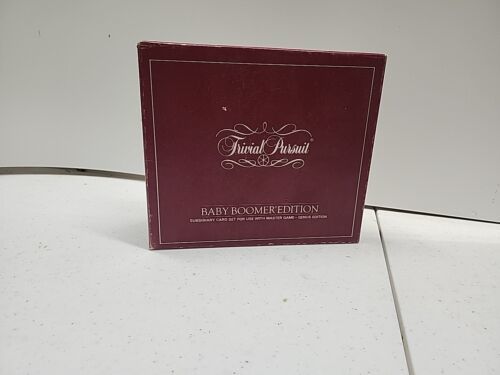 Trivial Pursuit®
BABY BOOMER® EDITION
SUBSIDIARY CARD SET FOR USE WITH MASTER GAME - GENUS EDITION